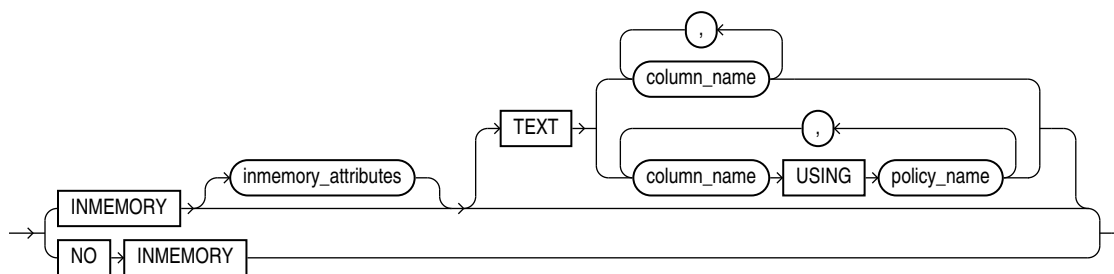 ,
column_name
TEXT
,
inmemory_attributes
column_name USING policy_name
INMEMORY
NO INMEMORY